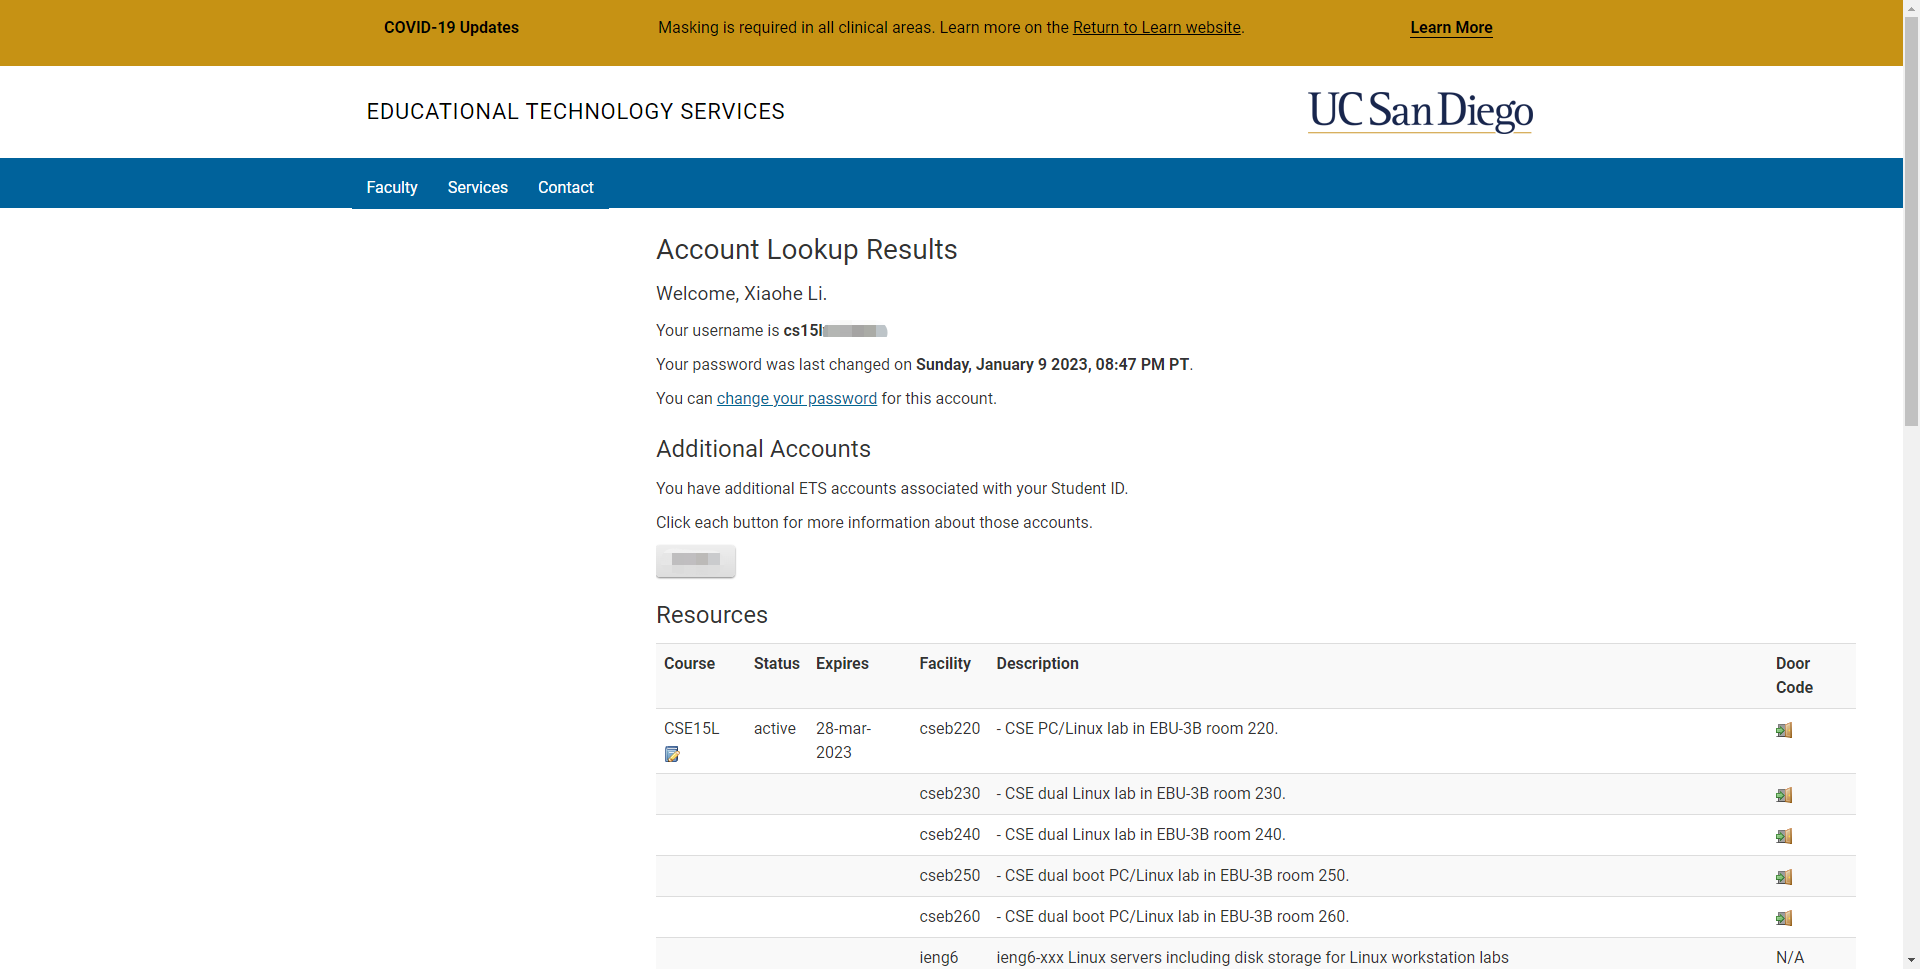 COVID-19 Updates
Masking is required in all clinical areas. Learn more on the Return to Learn website.
Learn More
EDUCATIONAL TECHNOLOGY SERVICES
UC San Diego
Faculty Services Contact
Account Lookup Results
Welcome, Xiaohe Li.
Your username is cs15l
Your password was last changed on Sunday, January 9 2023, 08:47 PM PT.
You can change your password for this account.
Additional Accounts
You have additional ETS accounts associated with your Student ID.
Click each button for more information about those accounts.
Resources
Course Status Expires Facility Description Door
Code
CSE15L active 28-mar- cseb220 - CSE PC/Linux lab in EBU-3B room 220.
2023
cseb230 - CSE dual Linux lab in EBU-3B room 230.
cseb240 - CSE dual Linux lab in EBU-3B room 240.
cseb250 - CSE dual boot PC/Linux lab in EBU-3B room 250.
cseb260 - CSE dual boot PC/Linux lab in EBU-3B room 260.
ieng6 ieng6-xxx Linux servers including disk storage for Linux workstation labs N/A